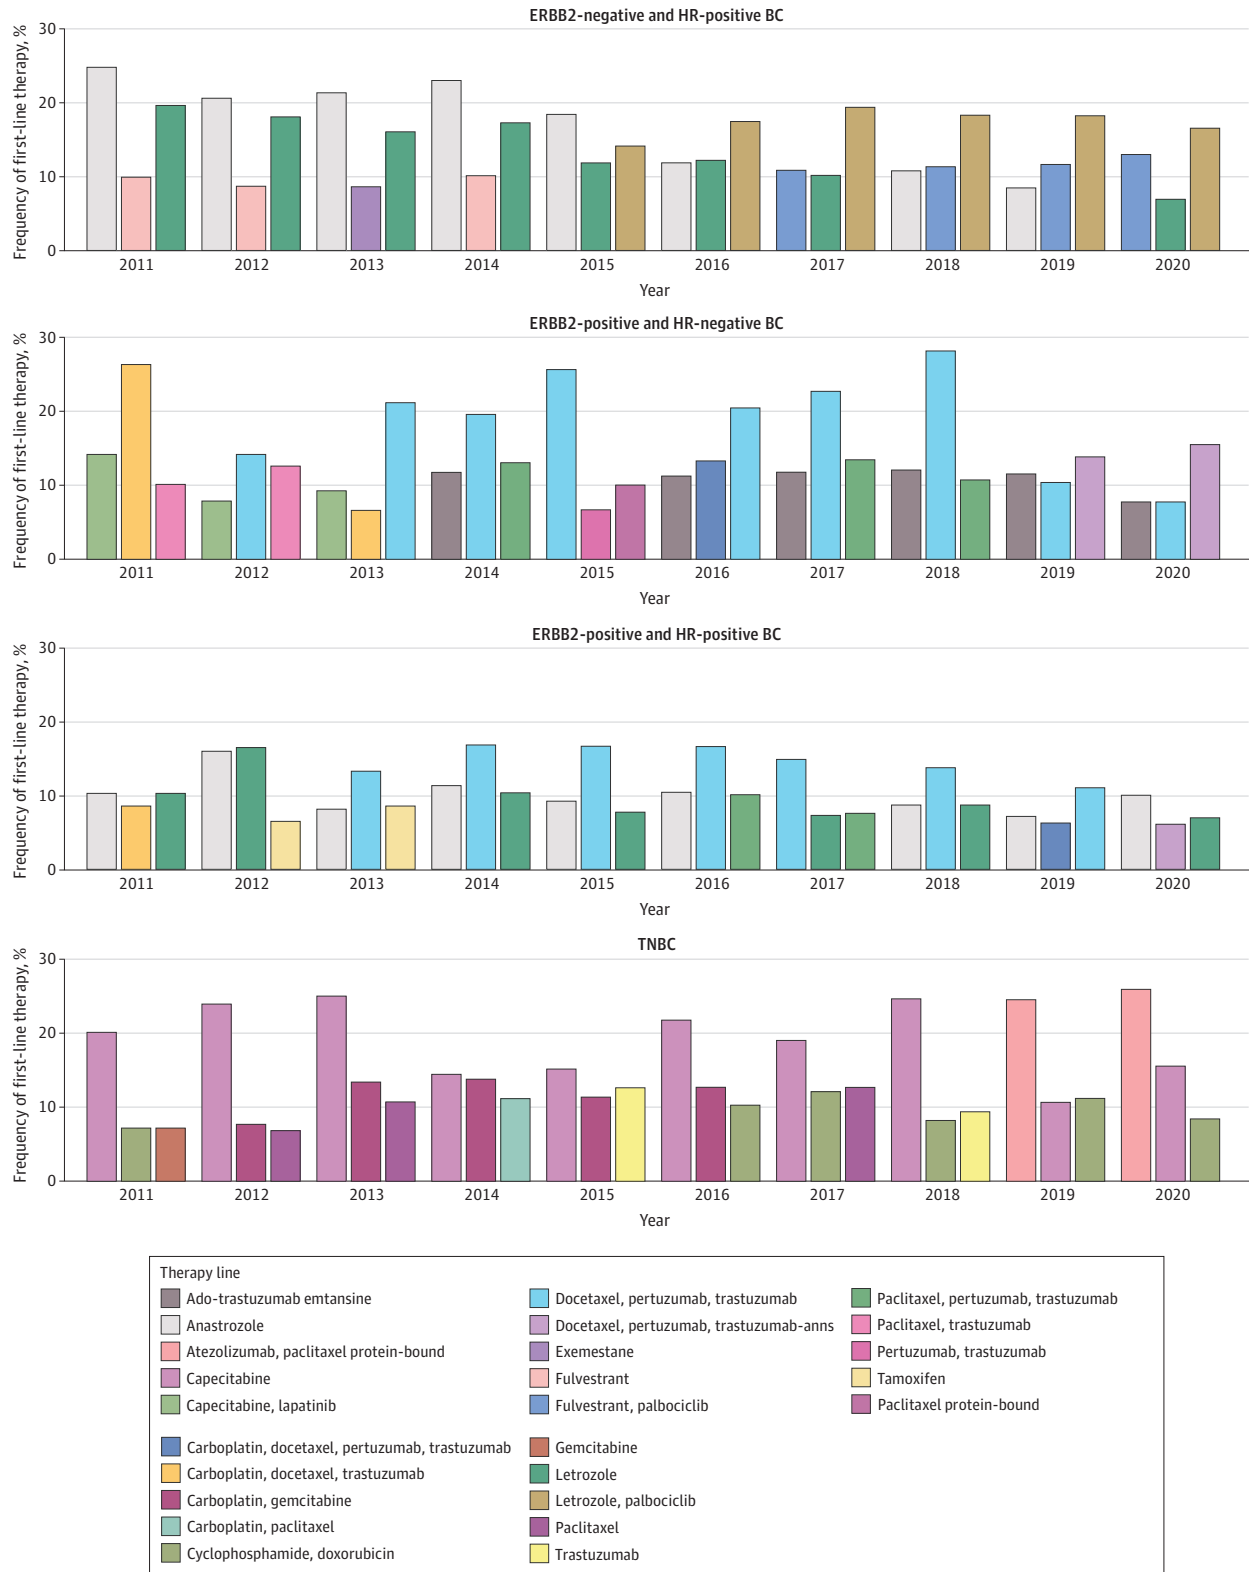 ERBB2-negative and HR-positive BC
Frequency of first-line therapy, %
30
20
10
0
2011 2012 2013 2014 2015 2016 2017 2018 2019 2020
Year
ERBB2-positive and HR-negative BC
Frequency of first-line therapy, %
30
20
10
0
2011 2012 2013 2014 2015 2016 2017 2018 2019 2020
Year
ERBB2-positive and HR-positive BC
Frequency of first-line therapy, %
30
20
10
0
2011 2012 2013 2014 2015 2016 2017 2018 2019 2020
Year
TNBC
Frequency of first-line therapy, %
30
20
10
0
2011 2012 2013 2014 2015 2016 2017 2018 2019 2020
Year
Therapy line
Ado-trastuzumab emtansine
Anastrozole
Atezolizumab, paclitaxel protein-bound
Capecitabine
Capecitabine, lapatinib
Carboplatin, docetaxel, pertuzumab, trastuzumab
Carboplatin, docetaxel, trastuzumab
Carboplatin, gemcitabine
Carboplatin, paclitaxel
Cyclophosphamide, doxorubicin
Docetaxel, pertuzumab, trastuzumab
Docetaxel, pertuzumab, trastuzumab-anns
Exemestane
Fulvestrant
Fulvestrant, palbociclib
Gemcitabine
Letrozole
Letrozole, palbociclib
Paclitaxel
Trastuzumab
Paclitaxel, pertuzumab, trastuzumab
Paclitaxel, trastuzumab
Pertuzumab, trastuzumab
Tamoxifen
Paclitaxel protein-bound